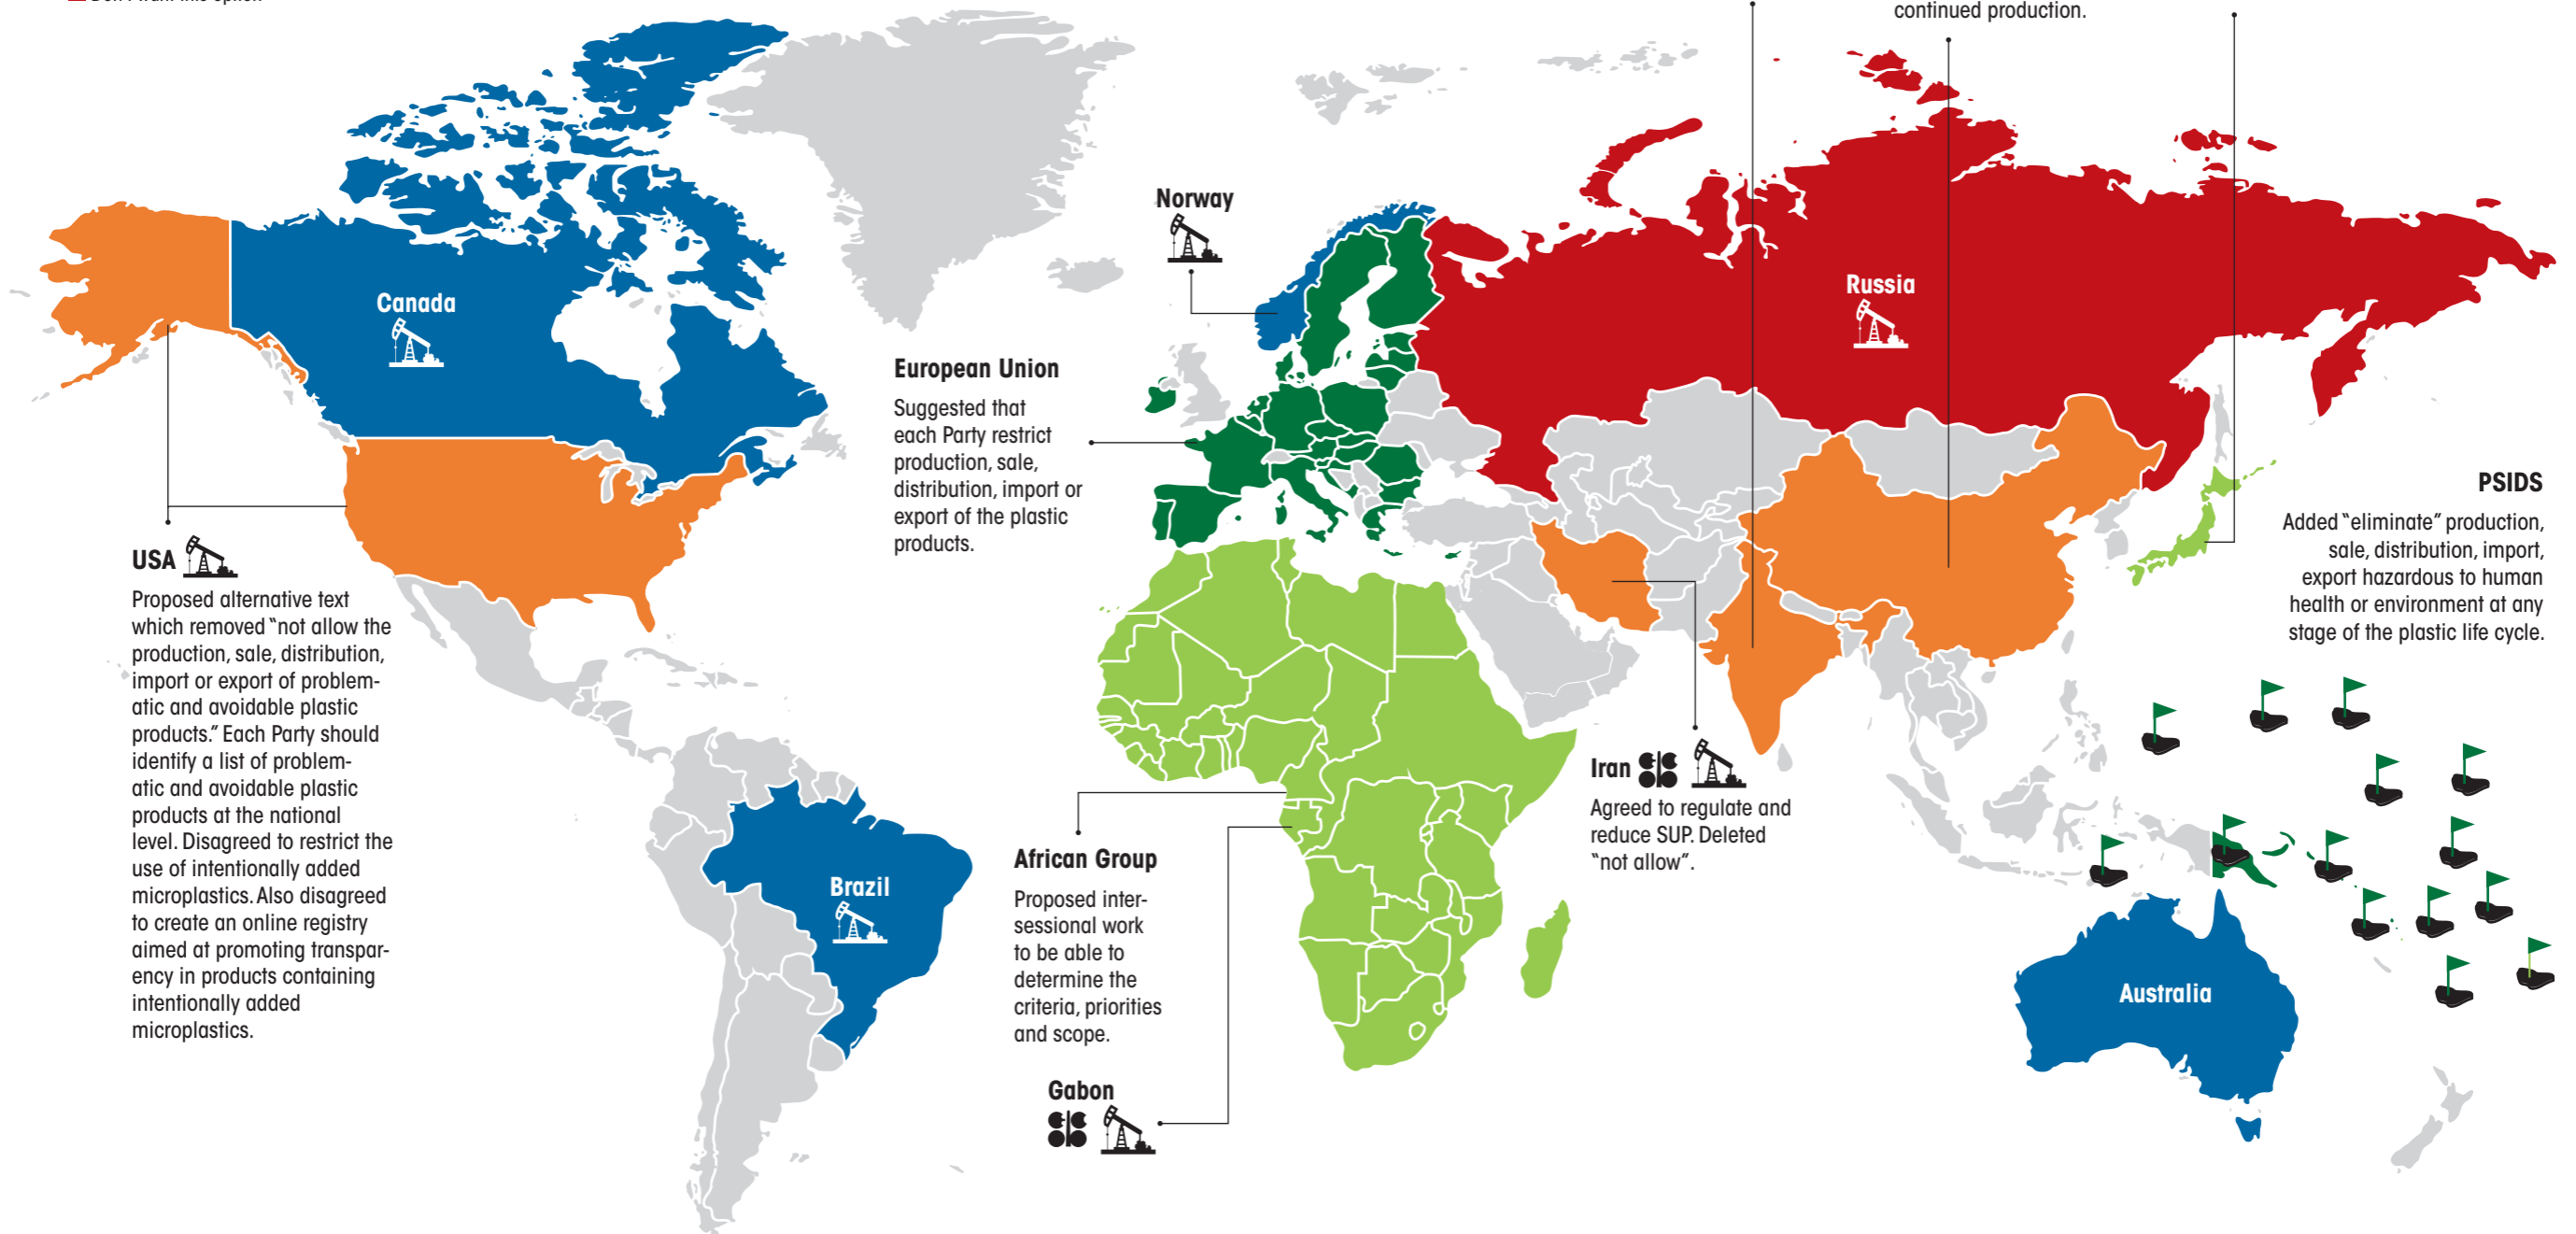 Don't want this option
continued production.
Norway
Canada
Russia
European Union
Suggested that
each Party restrict
production, sale,
distribution, import or
export of the plastic
products.
PSIDS
Added “eliminate” production,
sale, distribution, import,
export hazardous to human
health or environment at any
stage of the plastic life cycle.
USA
Proposed alternative text
which removed “not allow the
production, sale, distribution,
import or export of problem-
atic and avoidable plastic
products.” Each Party should
identify a list of problem-
atic and avoidable plastic
products at the national
level. Disagreed to restrict the
use of intentionally added
microplastics. Also disagreed
to create an online registry
aimed at promoting transpar-
ency in products containing
intentionally added
microplastics.
Iran
Agreed to regulate and
reduce SUP. Deleted
“not allow”.
African Group
Proposed inter-
sessional work
to be able to
determine the
criteria, priorities
and scope.
Brazil
Australia
Gabon